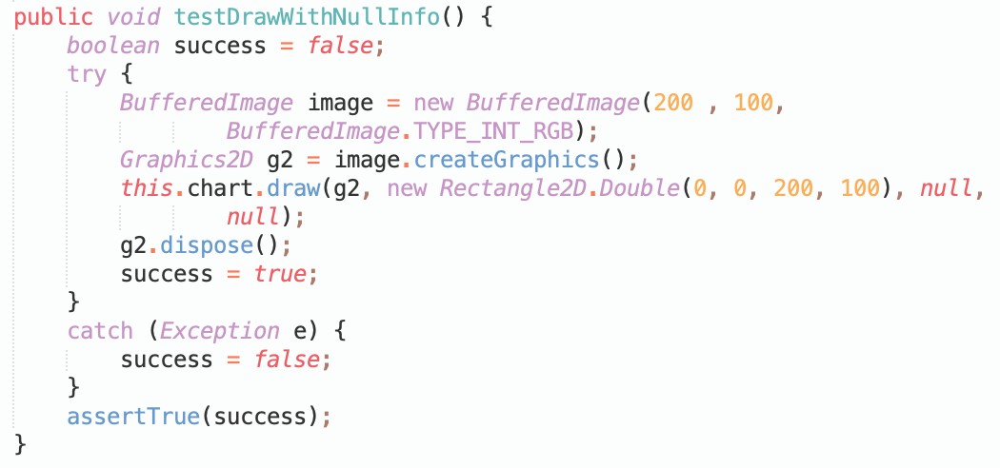 public void testDrawWithNullInfo() {
    boolean success = false;
    try {
        BufferedImage image = new BufferedImage(200 , 100,
                BufferedImage.TYPE_INT_RGB);
        Graphics2D g2 = image.createGraphics();
        this.chart.draw(g2, new Rectangle2D.Double(0, 0, 200, 100), null,
                null);
        g2.dispose();
        success = true;
    }
    catch (Exception e) {
        success = false;
    }
    assertTrue(success);
}